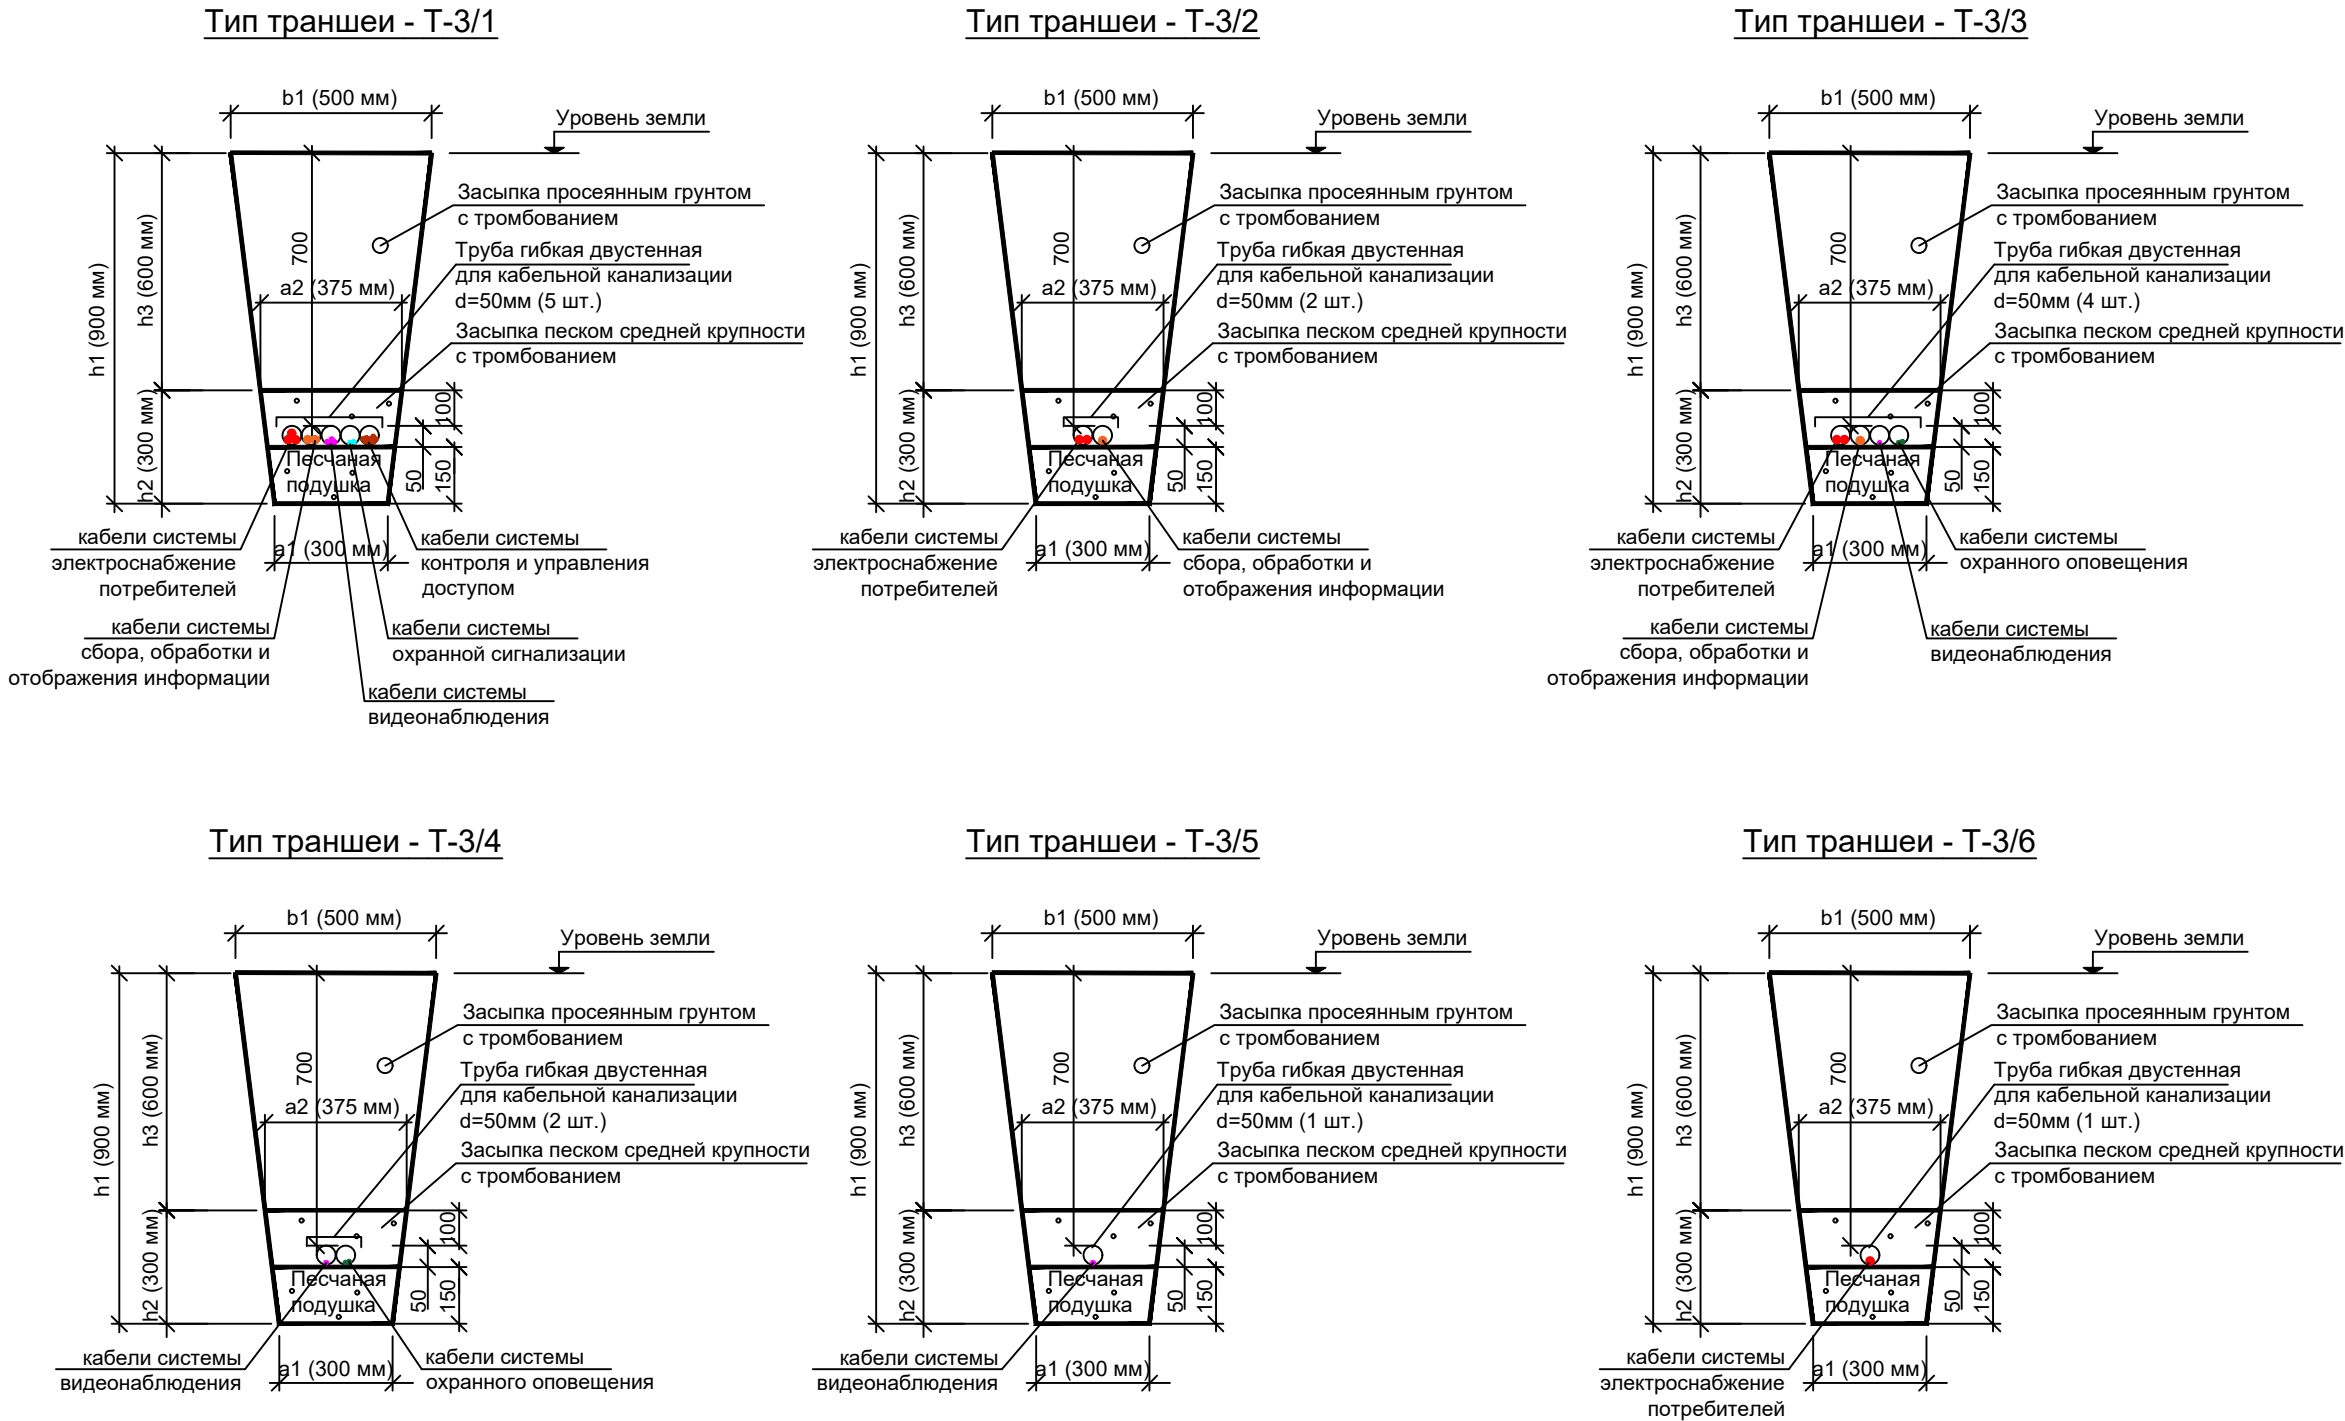 Тип траншеи - Т-3/1
b1 (500 мм)
Уровень земли
Засыпка просеянным грунтом
с тромбованием
Труба гибкая двустенная
для кабельной канализации
d=50мм (5 шт.)
Засыпка песком средней крупности
с тромбованием
h1 (900 мм)
h3 (600 мм)
h2 (300 мм)
700
a2 (375 мм)
100
50
150
Песчаная
подушка
a1 (300 мм)
кабели системы
электроснабжение
потребителей
кабели системы
контроля и управления
доступом
кабели системы
сбора, обработки и
отображения информации
кабели системы
охранной сигнализации
кабели системы
видеонаблюдения
Тип траншеи - Т-3/2
b1 (500 мм)
Уровень земли
Засыпка просеянным грунтом
с тромбованием
Труба гибкая двустенная
для кабельной канализации
d=50мм (2 шт.)
Засыпка песком средней крупности
с тромбованием
h1 (900 мм)
h3 (600 мм)
h2 (300 мм)
700
a2 (375 мм)
100
50
150
Песчаная
подушка
a1 (300 мм)
кабели системы
электроснабжение
потребителей
кабели системы
сбора, обработки и
отображения информации
Тип траншеи - Т-3/3
b1 (500 мм)
Уровень земли
Засыпка просеянным грунтом
с тромбованием
Труба гибкая двустенная
для кабельной канализации
d=50мм (4 шт.)
Засыпка песком средней крупности
с тромбованием
h1 (900 мм)
h3 (600 мм)
h2 (300 мм)
700
a2 (375 мм)
100
50
150
Песчаная
подушка
a1 (300 мм)
кабели системы
электроснабжение
потребителей
кабели системы
охранного оповещения
кабели системы
сбора, обработки и
отображения информации
кабели системы
видеонаблюдения
Тип траншеи - Т-3/4
b1 (500 мм)
Уровень земли
Засыпка просеянным грунтом
с тромбованием
Труба гибкая двустенная
для кабельной канализации
d=50мм (2 шт.)
Засыпка песком средней крупности
с тромбованием
h1 (900 мм)
h3 (600 мм)
h2 (300 мм)
700
a2 (375 мм)
100
50
150
Песчаная
подушка
a1 (300 мм)
кабели системы
видеонаблюдения
кабели системы
охранного оповещения
Тип траншеи - Т-3/5
b1 (500 мм)
Уровень земли
Засыпка просеянным грунтом
с тромбованием
Труба гибкая двустенная
для кабельной канализации
d=50мм (1 шт.)
Засыпка песком средней крупности
с тромбованием
h1 (900 мм)
h3 (600 мм)
h2 (300 мм)
700
a2 (375 мм)
100
50
150
Песчаная
подушка
a1 (300 мм)
кабели системы
видеонаблюдения
Тип траншеи - Т-3/6
b1 (500 мм)
Уровень земли
Засыпка просеянным грунтом
с тромбованием
Труба гибкая двустенная
для кабельной канализации
d=50мм (1 шт.)
Засыпка песком средней крупности
с тромбованием
h1 (900 мм)
h3 (600 мм)
h2 (300 мм)
700
a2 (375 мм)
100
50
150
Песчаная
подушка
a1 (300 мм)
кабели системы
электроснабжение
потребителей